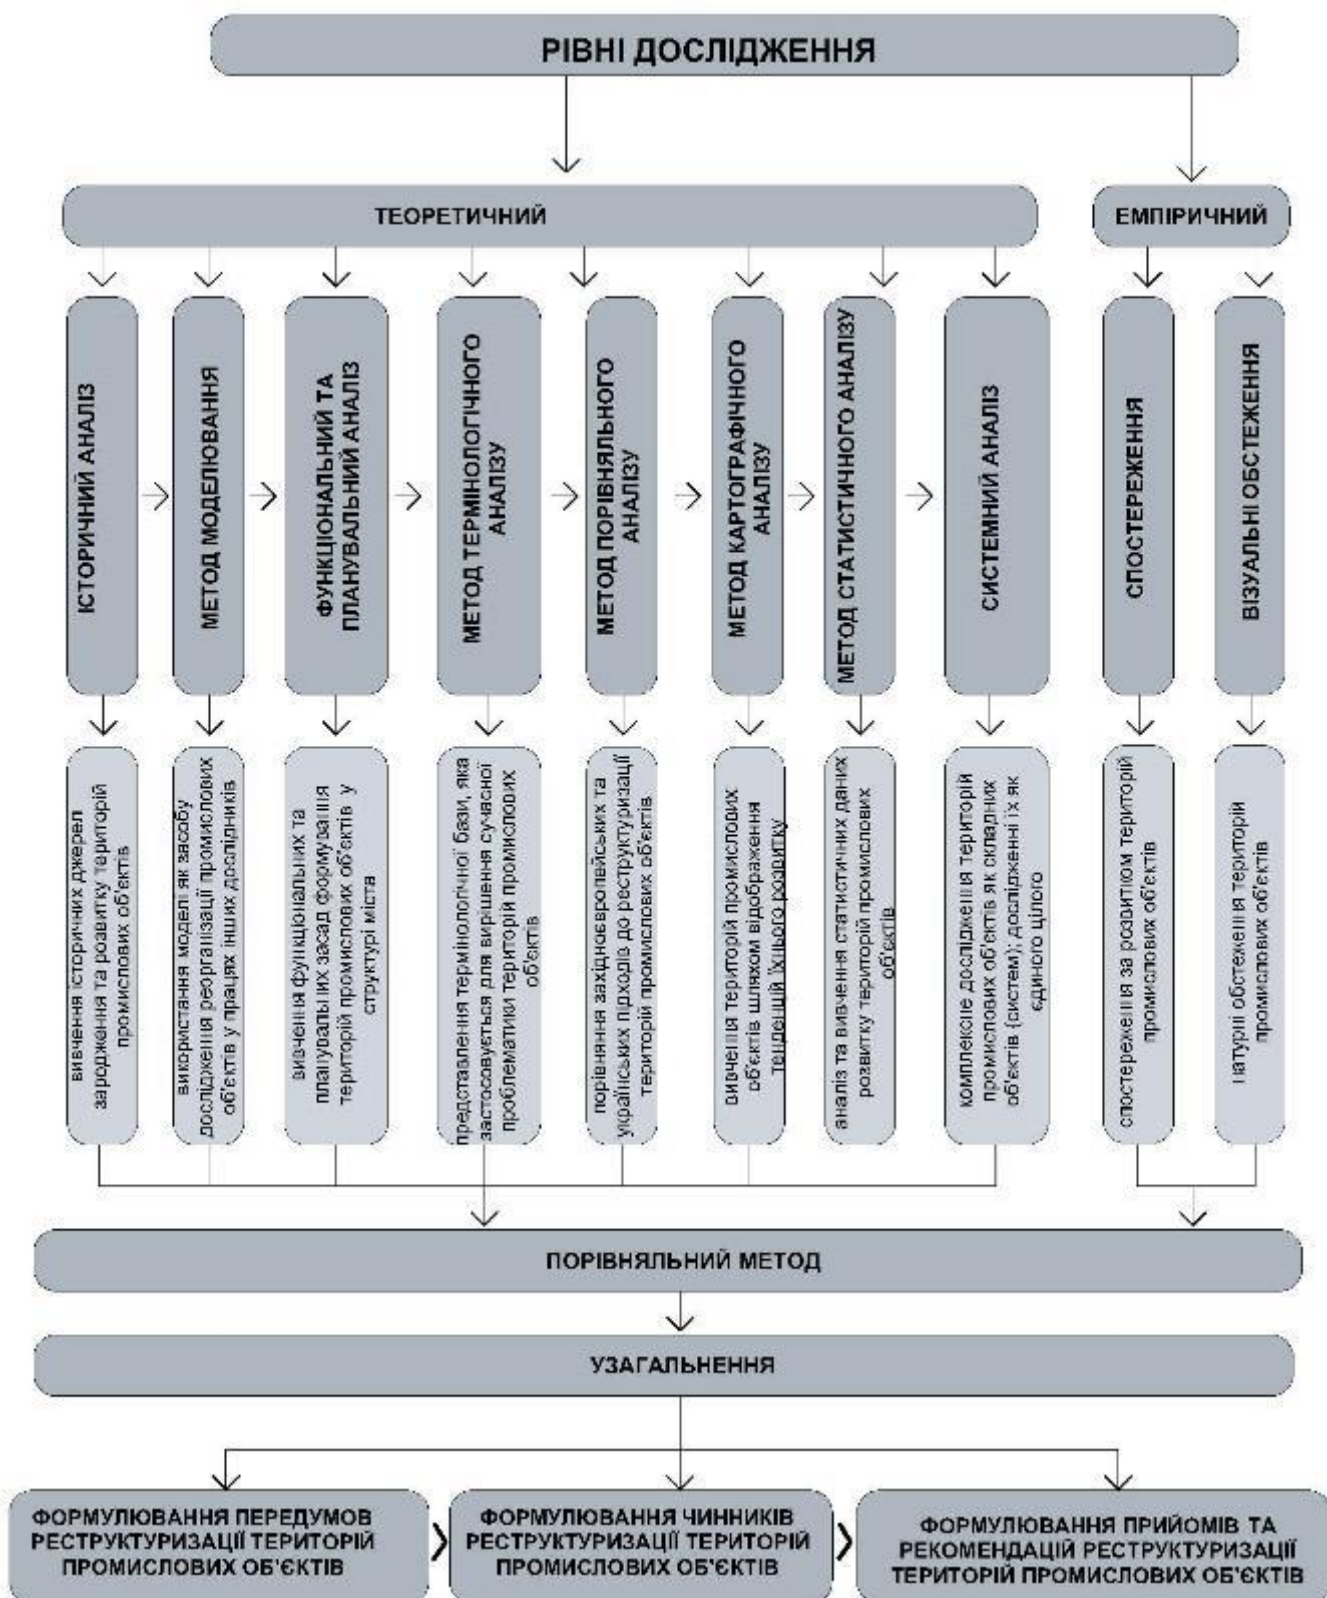 РІВНІ ДОСЛІДЖЕННЯ
ТЕОРЕТИЧНИЙ
ЕМПІРИЧНИЙ
ІСТОРИЧНИЙ АНАЛІЗ
МЕТОД МОДЕЛЮВАННЯ
ФУНКЦІОНАЛЬНИЙ ТА
ПЛАНУВАЛЬНИЙ АНАЛІЗ
МЕТОД ТЕРМІНОЛОГІЧНОГО
АНАЛІЗУ
МЕТОД ПОРІВНЯЛЬНОГО
АНАЛІЗУ
МЕТОД КАРТОГРАФІЧНОГО
АНАЛІЗУ
МЕТОД СТАТИСТИЧНОГО АНАЛІЗУ
СИСТЕМНИЙ АНАЛІЗ
СПОСТЕРЕЖЕННЯ
ВІЗУАЛЬНІ ОБСТЕЖЕННЯ
вивчення історичних джерел
зародження та розвитку територій
промислових об'єктів
використання моделі як засобу
дослідження реорганізації промислових
об'єктів у працях інших дослідників
вивчення функціональних та
планувальних засад формування
територій промислових об'єктів у
структурі міста
представлення термінологічної бази, яка
застосовується для вирішення сучасної
проблематики територій промислових
об'єктів
порівняння західноєвропейських та
українських підходів до реструктуризації
територій промислових об'єктів
вивчення територій промислових
об'єктів шляхом відображення
тенденцій їхнього розвитку
аналіз та вивчення статистичних даних
розвитку територій промислових
об'єктів
комплексне дослідження територій
промислових об'єктів як складних
об'єктів (систем); дослідженні їх як
єдиного цілого
спостереження за розвитком територій
промислових об'єктів
натурні обстеження територій
промислових об'єктів
ПОРІВНЯЛЬНИЙ МЕТОД
УЗАГАЛЬНЕННЯ
ФОРМУЛЮВАННЯ ПЕРЕДУМОВ
РЕСТРУКТУРИЗАЦІЇ ТЕРИТОРІЙ
ПРОМИСЛОВИХ ОБ'ЄКТІВ
ФОРМУЛЮВАННЯ ЧИННИКІВ
РЕСТРУКТУРИЗАЦІЇ ТЕРИТОРІЙ
ПРОМИСЛОВИХ ОБ'ЄКТІВ
ФОРМУЛЮВАННЯ ПРИЙОМІВ ТА
РЕКОМЕНДАЦІЙ РЕСТРУКТУРИЗАЦІЇ
ТЕРИТОРІЙ ПРОМИСЛОВИХ ОБ'ЄКТІВ